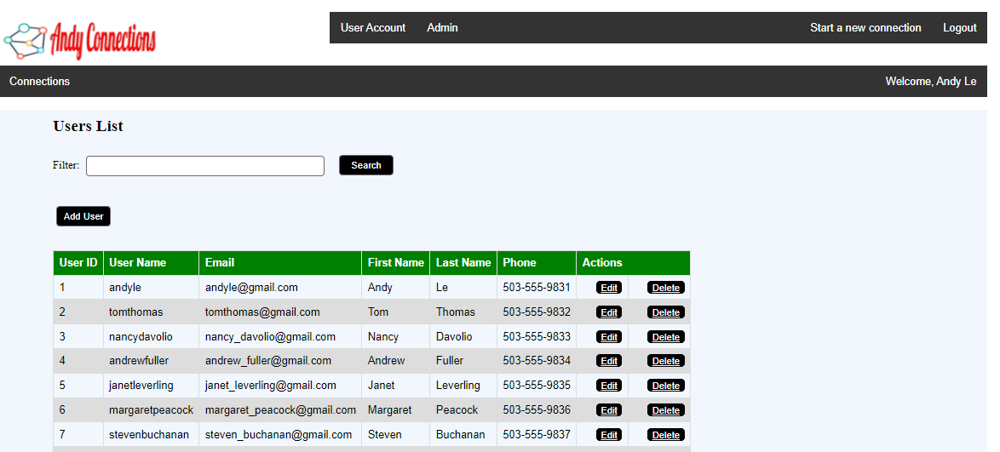 Andy Connections
User Account Admin Start a new connection Logout
Connections Welcome, Andy Le
Users List
Filter: Search
Add User
User ID User Name Email First Name Last Name Phone Actions
1 andyle andyle@gmail.com Andy Le 503-555-9831 Edit Delete
2 tomthomas tomthomas@gmail.com Tom Thomas 503-555-9832 Edit Delete
3 nancydavolio nancy_davolio@gmail.com Nancy Davolio 503-555-9833 Edit Delete
4 andrewfuller andrew_fuller@gmail.com Andrew Fuller 503-555-9834 Edit Delete
5 janetleverling janet_leverling@gmail.com Janet Leverling 503-555-9835 Edit Delete
6 margaretpeacock margaret_peacock@gmail.com Margaret Peacock 503-555-9836 Edit Delete
7 stevenbuchanan steven_buchanan@gmail.com Steven Buchanan 503-555-9837 Edit Delete